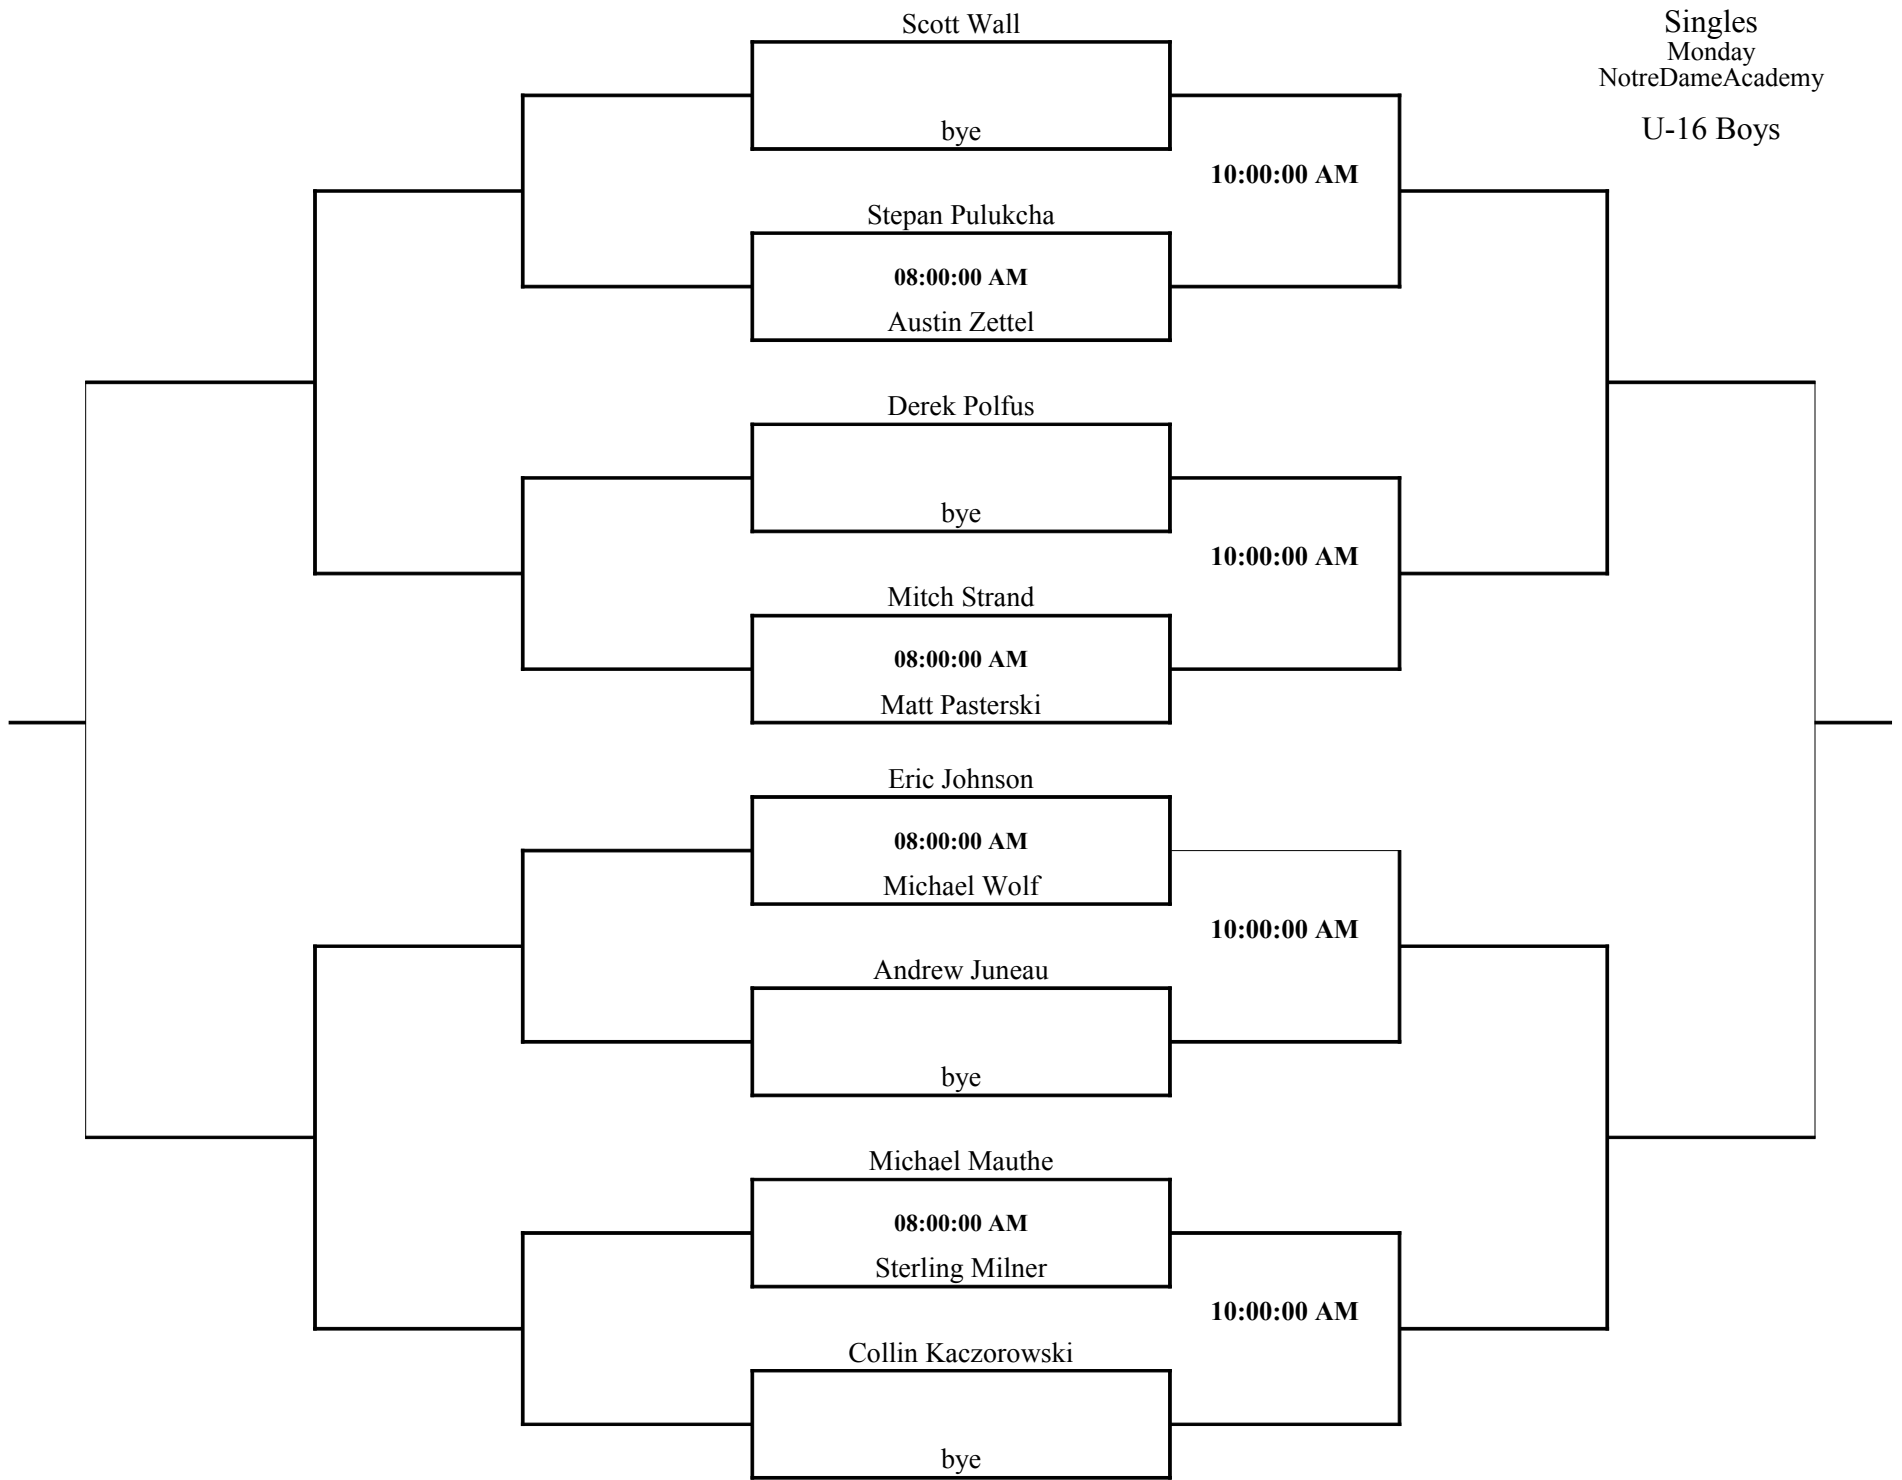 Scott Wall
Singles
Monday
NotreDameAcademy
U-16 Boys
bye
10:00:00 AM
Stepan Pulukcha
08:00:00 AM
Austin Zettel
Derek Polfus
bye
10:00:00 AM
Mitch Strand
08:00:00 AM
Matt Pasterski
Eric Johnson
08:00:00 AM
Michael Wolf
10:00:00 AM
Andrew Juneau
bye
Michael Mauthe
08:00:00 AM
Sterling Milner
10:00:00 AM
Collin Kaczorowski
bye